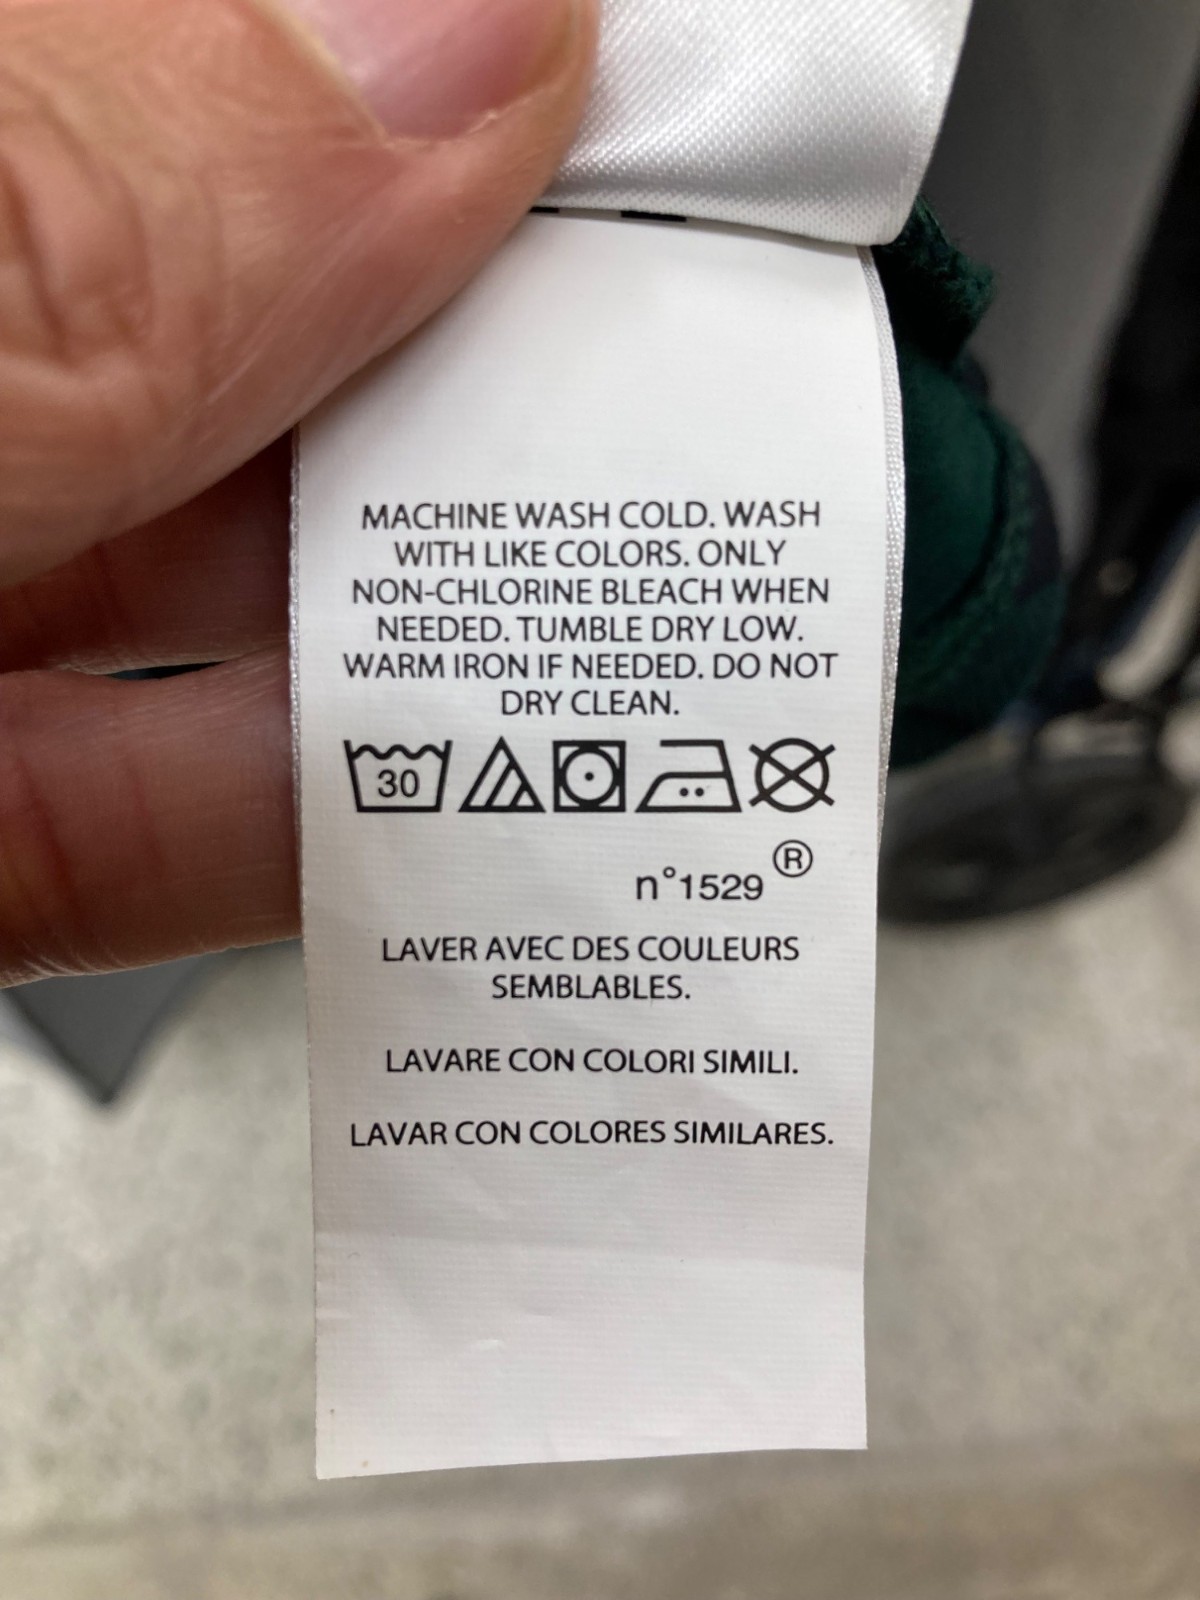 MACHINE WASH COLD. WASH
WITH LIKE COLORS. ONLY
NON-CHLORINE BLEACH WHEN
NEEDED. TUMBLE DRY LOW.
WARM IRON IF NEEDED. DO NOT
DRY CLEAN.
30
n°1529 ®
LAVER AVEC DES COULEURS
SEMBLABLES.
LAVARE CON COLORI SIMILI.
LAVAR CON COLORES SIMILARES.